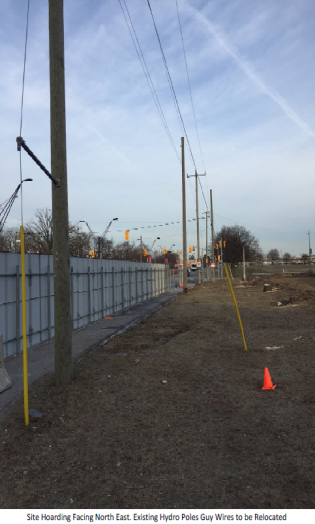 Site Hoarding Facing North East. Existing Hydro Poles Guy Wires to be Relocated